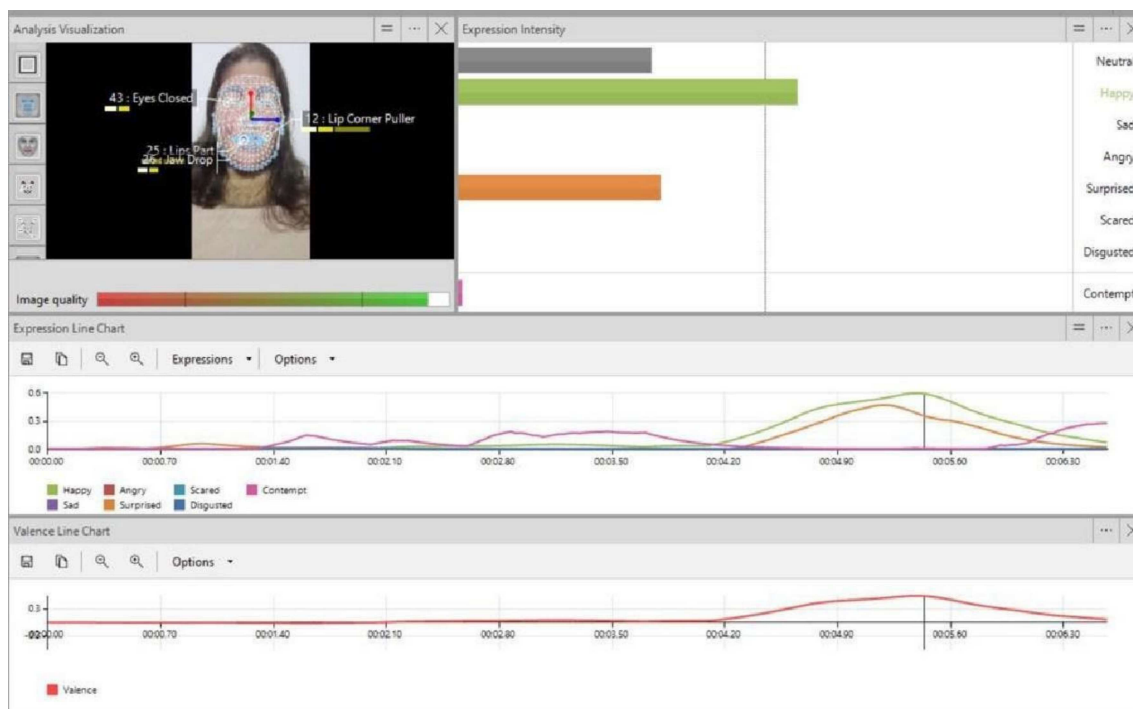 Analysis Visualization
43 : Eyes Closed
12 : Lip Corner Puller
25 : Lips Part
26 : Jaw Drop
Image quality
Expression Intensity
Neutral
Happy
Sad
Angry
Surprised
Scared
Disgusted
Contempt
Expression Line Chart
Expressions
Options
0.6
0.3
0.0
00:00.00 00:00.70 00:01.40 00:02.10 00:02.80 00:03.50 00:04.20 00:04.90 00:05.60 00:06.30
Happy Angry Scared Contempt
Sad Surprised Disgusted
Valence Line Chart
Options
0.3
00:00.70 00:01.40 00:02.10 00:02.80 00:03.50 00:04.20 00:04.90 00:05.60 00:06.30
Valence